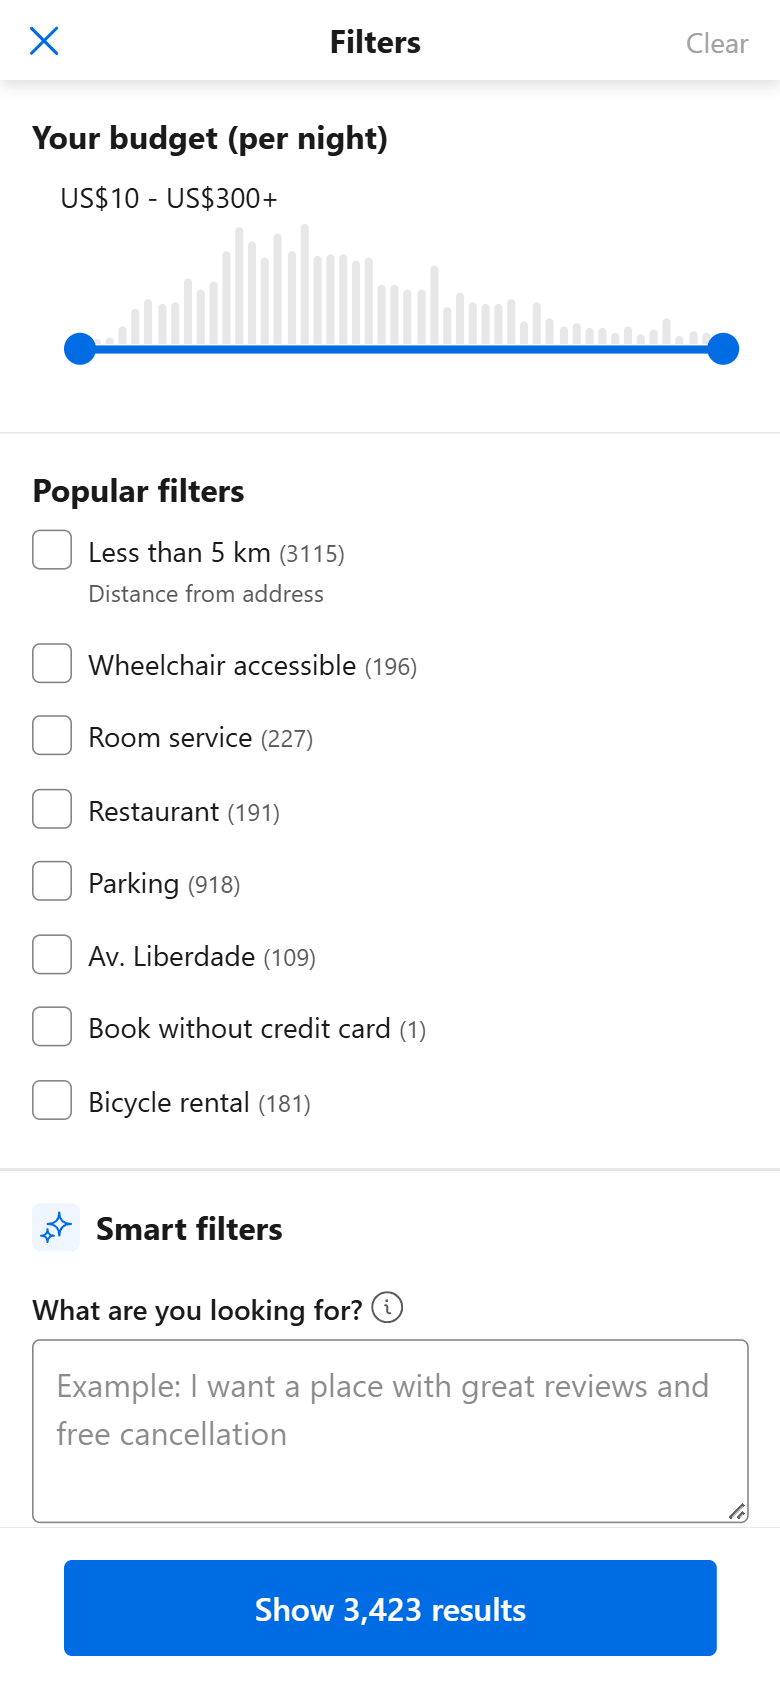 Filters
Clear
Your budget (per night)
US$10 - US$300+
Popular filters
Less than 5 km (3115)
Distance from address
Wheelchair accessible (196)
Room service (227)
Restaurant (191)
Parking (918)
Av. Liberdade (109)
Book without credit card (1)
Bicycle rental (181)
Smart filters
What are you looking for?
Example: I want a place with great reviews and
free cancellation
Show 3,423 results